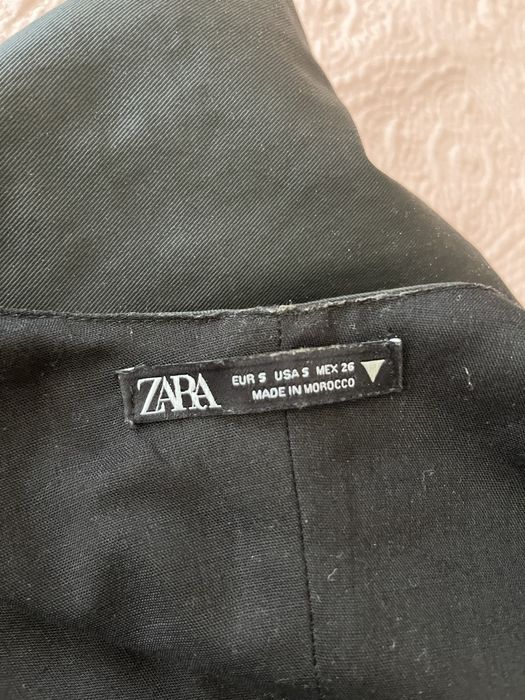 ZARA
EUR S USA S MEX 26
MADE IN MOROCCO